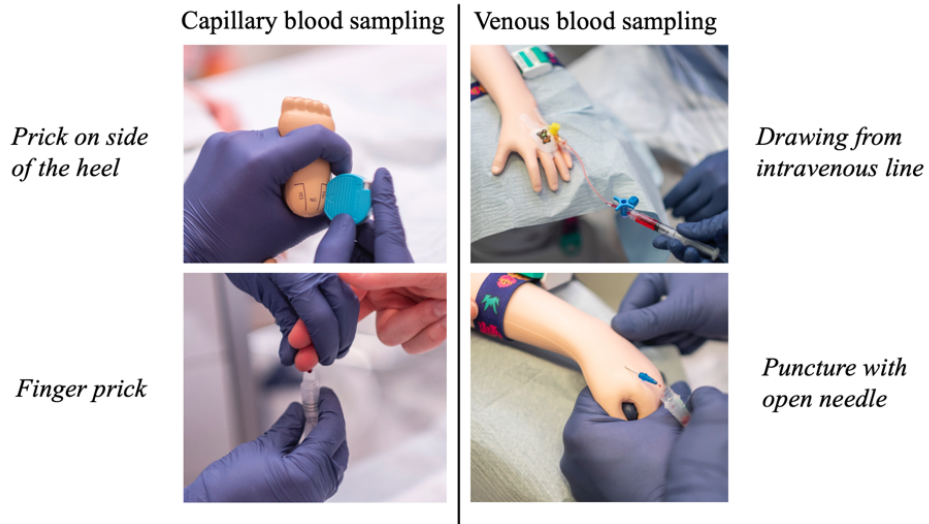 Capillary blood sampling
Venous blood sampling
Prick on side
of the heel
Drawing from
intravenous line
Finger prick
Puncture with
open needle